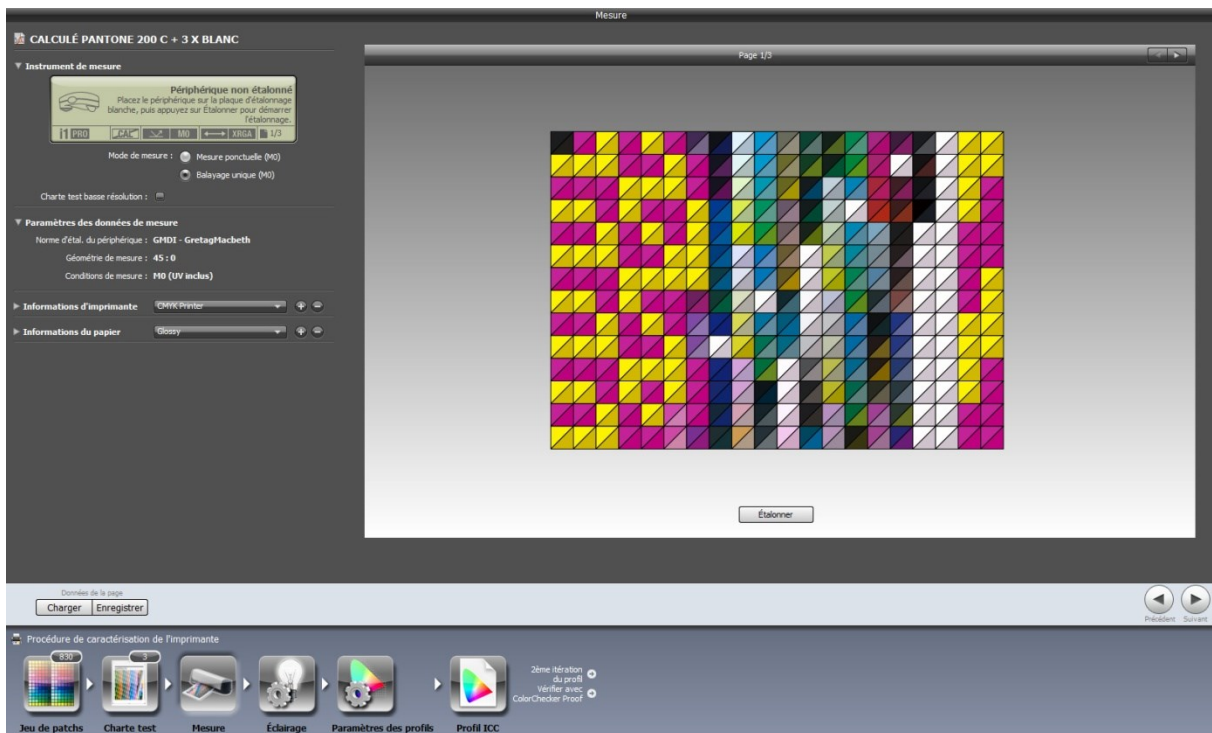 Mesure
CALCULÉ PANTONE 200 C + 3 X BLANC
Instrument de mesure
Périphérique non étalonné
Placez le périphérique sur la plaque d'étalonnage
blanche, puis appuyez sur Étalonner pour démarrer
l'étalonnage.
i1 PRO M0 XRGA 1/3
Mode de mesure : Mesure ponctuelle (M0)
Balayage unique (M0)
Charte test basse résolution :
Paramètres des données de mesure
Norme d'étal. du périphérique : GMDI - GretagMacbeth
Géométrie de mesure : 45 : 0
Conditions de mesure : M0 (UV inclus)
Informations d'imprimante CMYK Printer
Informations du papier Glossy
Page 1/3
Étalonner
Données de la page
Charger Enregistrer
Précédent Suivant
Procédure de caractérisation de l'imprimante
830 3
2ème itération
du profil
Vérifier avec
ColorChecker Proof
Jeu de patchs Charte test Mesure Éclairage Paramètres des profils Profil ICC